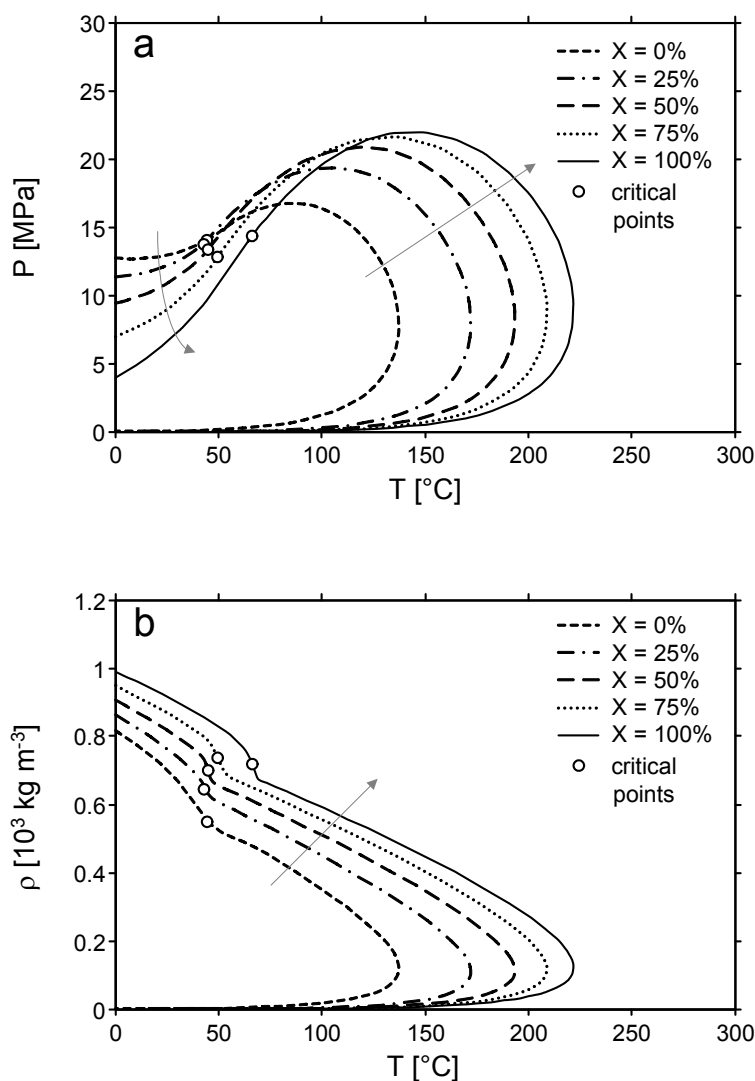 a
30
25
20
15
10
5
0
P [MPa]
X = 0%
X = 25%
X = 50%
X = 75%
X = 100%
critical
points
0 50 100 150 200 250 300
T [°C]
b
1.2
1
0.8
0.6
0.4
0.2
0
ρ [10³ kg m⁻³]
X = 0%
X = 25%
X = 50%
X = 75%
X = 100%
critical
points
0 50 100 150 200 250 300
T [°C]